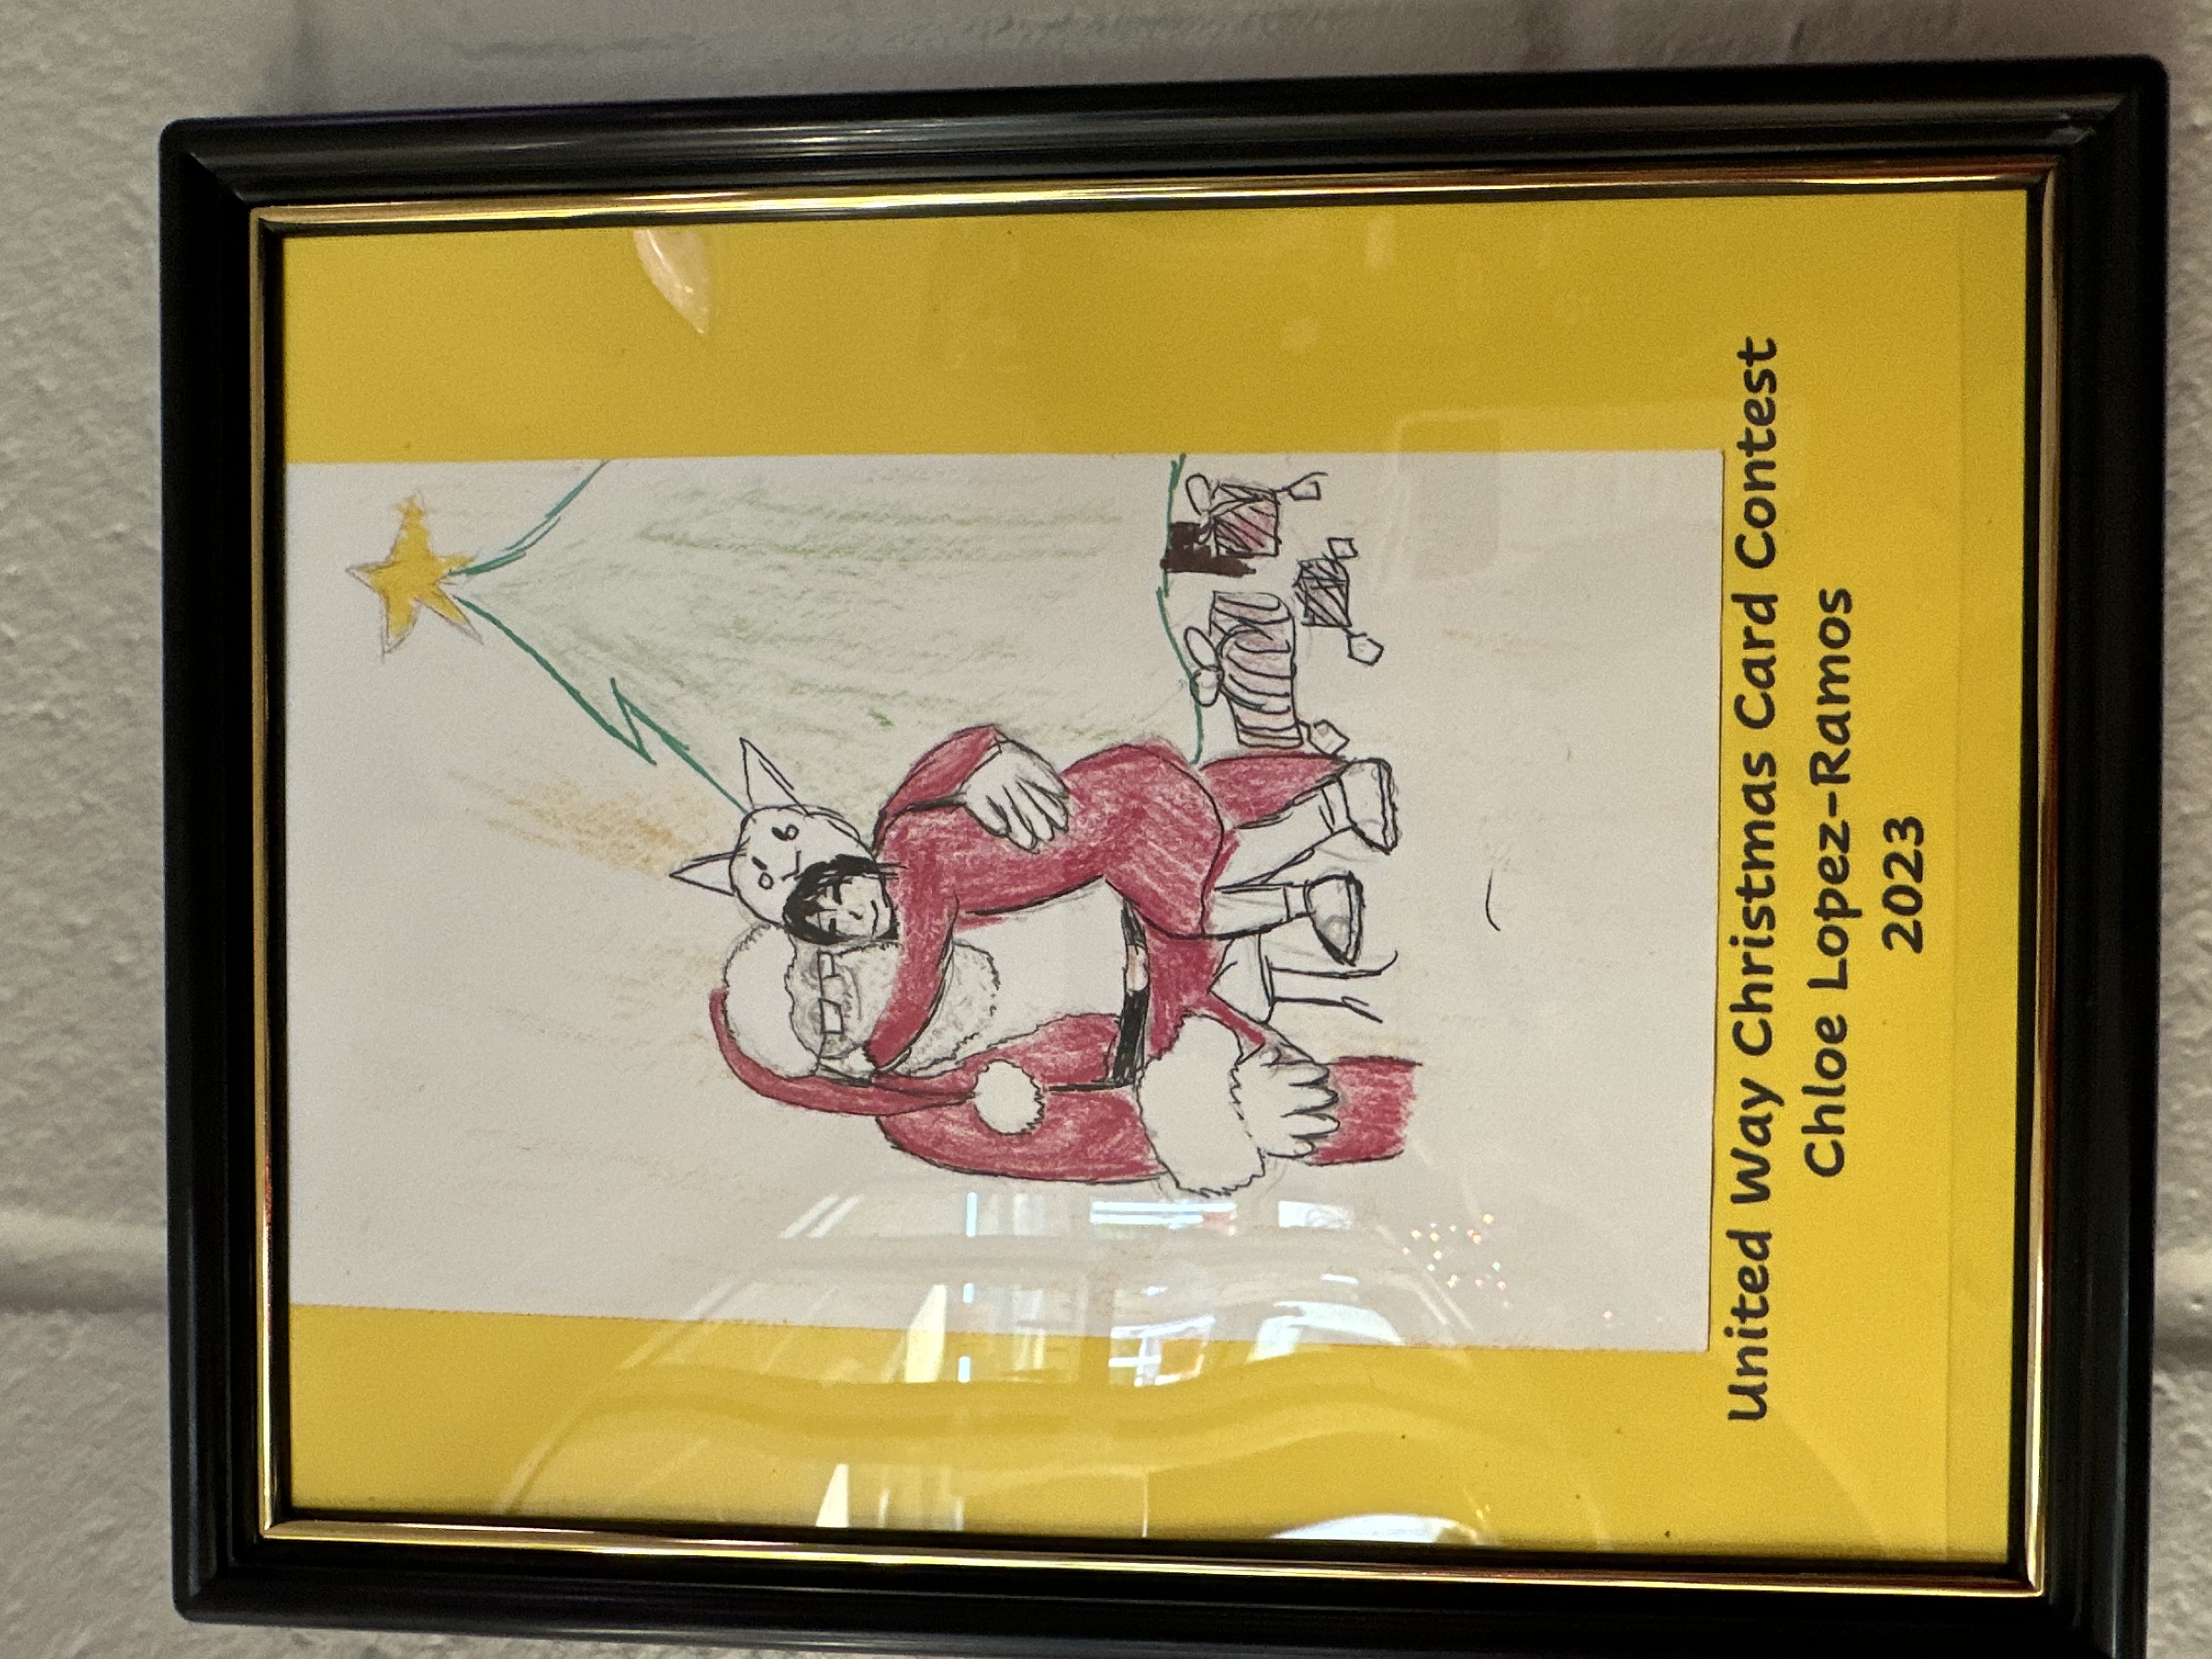 United Way Christmas Card Contest
Chloe Lopez-Ramos
2023